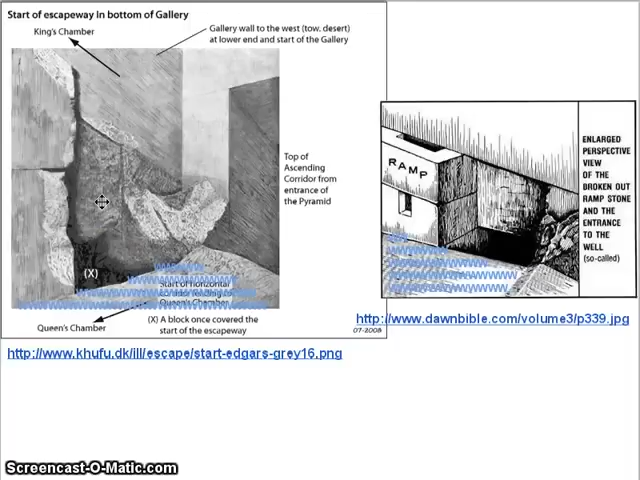 Start of escapeway in bottom of Gallery
King's Chamber
Gallery wall to the west (tow. desert)
at lower end and start of the Gallery
Top of
Ascending
Corridor from
entrance of
the Pyramid
(X)
Start of horizontal
Queen's Chamber
(X) A block once covered the
start of the escapeway
Queen's Chamber
07-2008
http://www.khufu.dk/ill/escape/start-edgars-grey16.png
RAMP
ENLARGED
PERSPECTIVE
VIEW
OF THE
BROKEN OUT
RAMP STONE
AND THE
ENTRANCE
TO THE
WELL
(so-called)
http://www.dawnbible.com/volume3/p339.jpg
Screencast-O-Matic.com